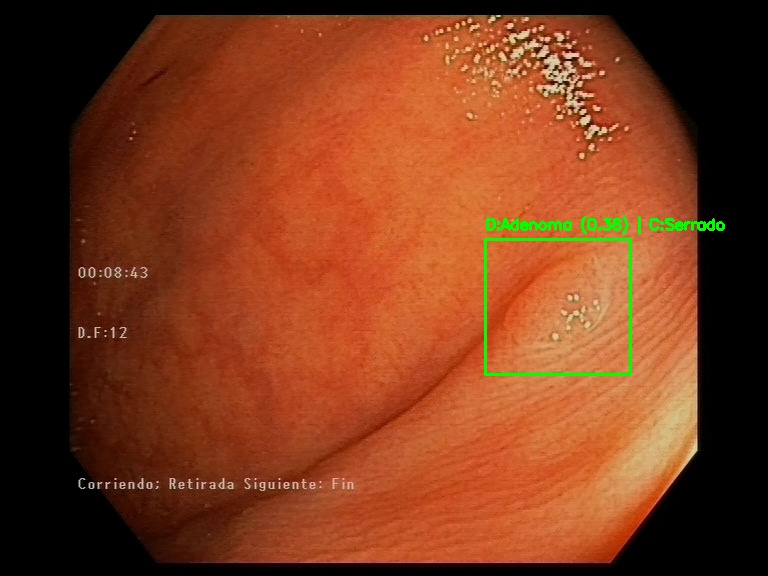 D:Adenoma (0.38) | C:Serrado
00:08:43
D.F:12
Corriendo; Retirada Siguiente: Fin